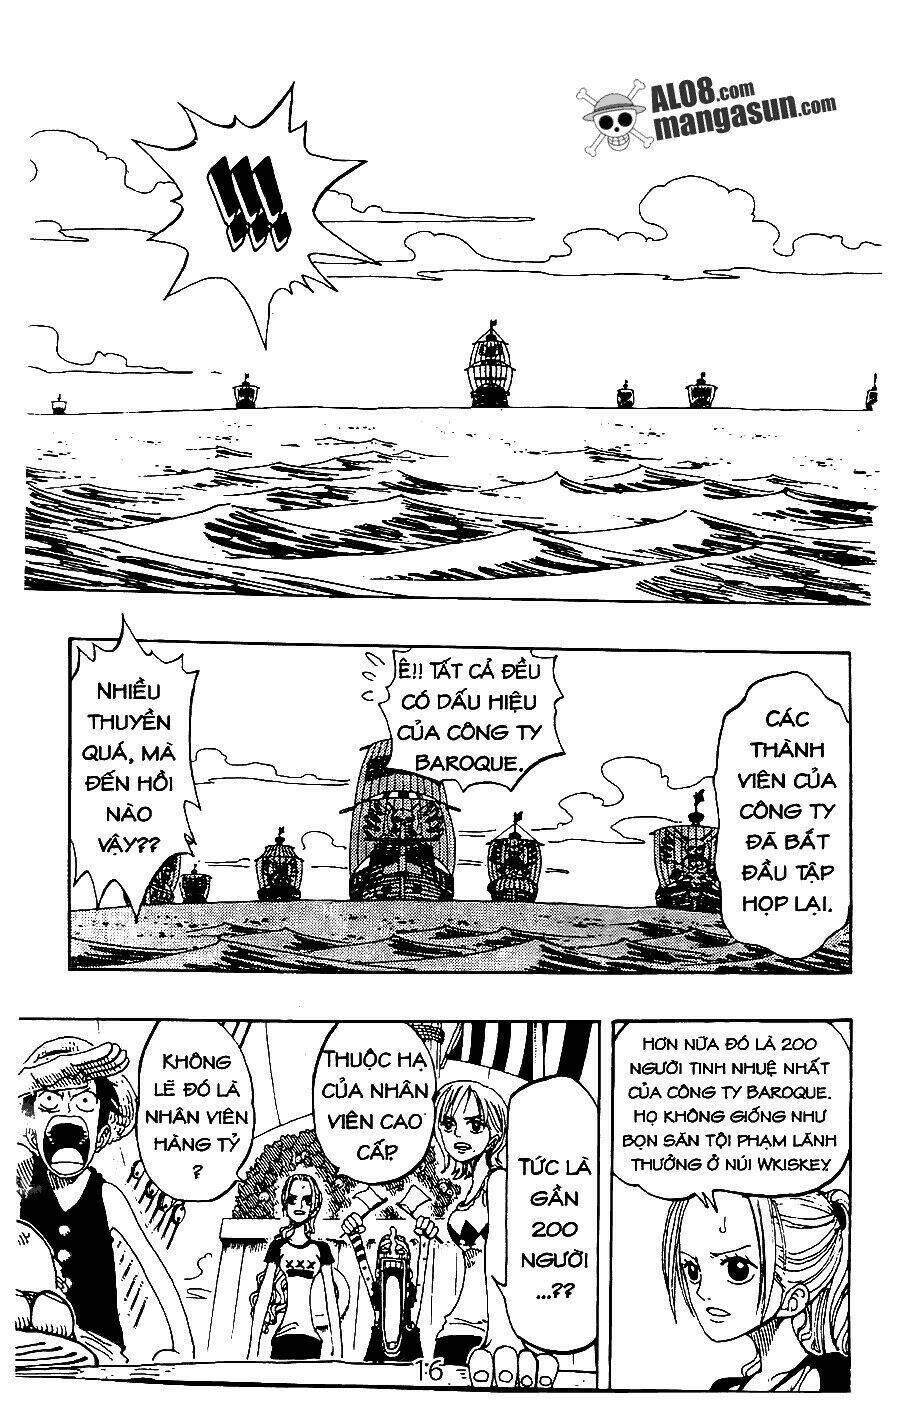 ALO8.com
mangasun.com
CÁC
THÀNH
VIÊN CỦA
CÔNG TY
ĐÃ BẮT
ĐẦU TẬP
HỌP LẠI.
Ê!! TẤT CẢ ĐỀU
CÓ DẤU HIỆU
CỦA CÔNG TY
BAROQUE.
NHIỀU
THUYỀN
QUÁ, MÀ
ĐẾN HỒI
NÀO
VẬY??
HƠN NỮA ĐÓ LÀ 200
NGƯỜI TINH NHUỆ NHẤT
CỦA CÔNG TY BAROQUE.
HỌ KHÔNG GIỐNG NHƯ
BỌN SĂN TỘI PHẠM LÃNH
THƯỞNG Ở NÚI WKISKEY
TỨC LÀ
GẦN
200
NGƯỜI
...??
THUỘC HẠ
CỦA NHÂN
VIÊN CAO
CẤP.
KHÔNG
LẼ ĐÓ LÀ
NHÂN VIÊN
HÀNG TỶ
?
16